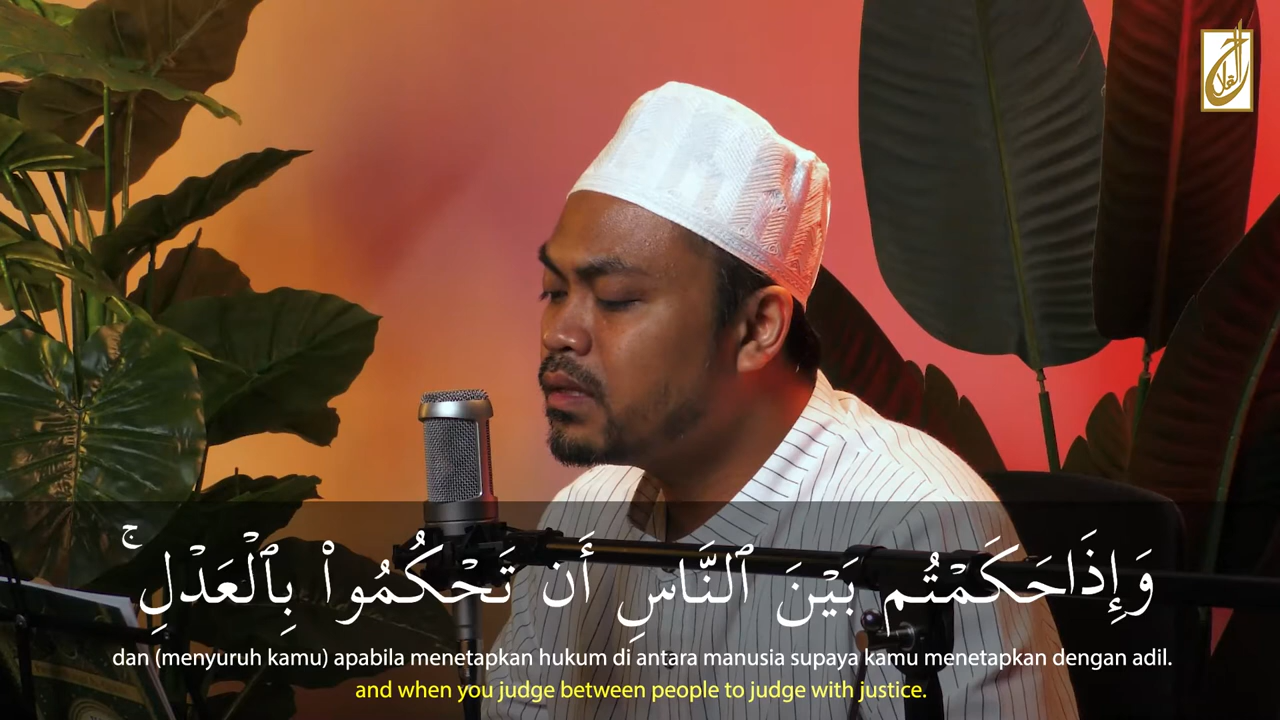 وَإِذَا حَكَمْتُم بَيْنَ ٱلنَّاسِ أَن تَحْكُمُوا۟ بِٱلْعَدْلِ ۚ
dan (menyuruh kamu) apabila menetapkan hukum di antara manusia supaya kamu menetapkan dengan adil.
and when you judge between people to judge with justice.